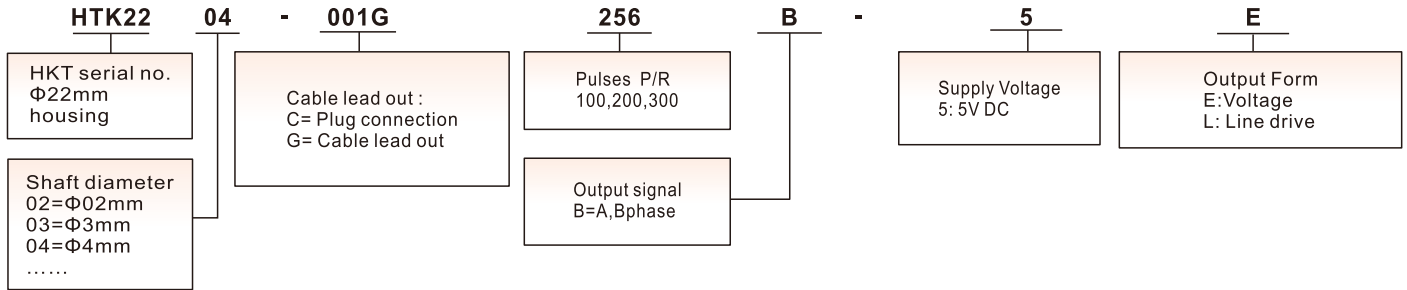 HTK22 04 - 001G 256 B - 5 E
HKT serial no.
Φ22mm
housing
Cable lead out :
C= Plug connection
G= Cable lead out
Pulses P/R
100,200,300
Supply Voltage
5: 5V DC
Output Form
E:Voltage
L: Line drive
Shaft diameter
02=Φ02mm
03=Φ3mm
04=Φ4mm
......
Output signal
B=A,Bphase